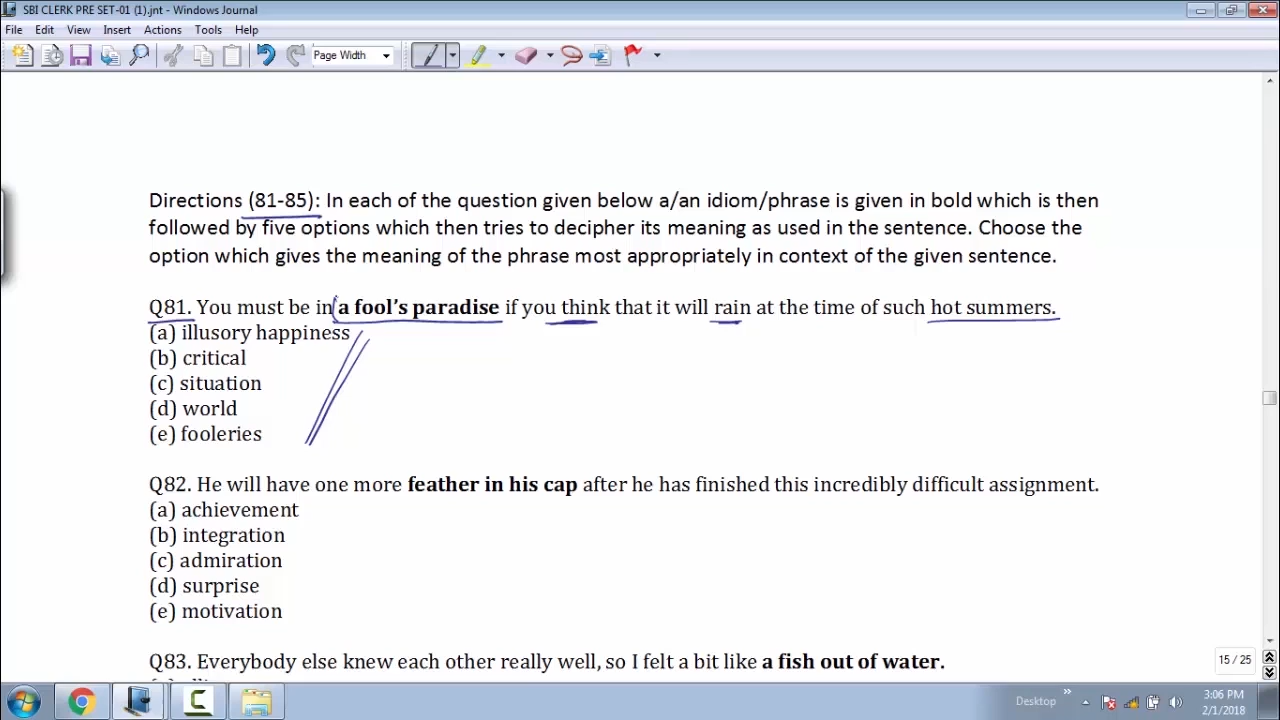 SBI CLERK PRE SET-01 (1).jnt - Windows Journal
File Edit View Insert Actions Tools Help
Page Width
Directions (81-85): In each of the question given below a/an idiom/phrase is given in bold which is then
followed by five options which then tries to decipher its meaning as used in the sentence. Choose the
option which gives the meaning of the phrase most appropriately in context of the given sentence.
Q81. You must be in a fool's paradise if you think that it will rain at the time of such hot summers.
(a) illusory happiness
(b) critical
(c) situation
(d) world
(e) fooleries
Q82. He will have one more feather in his cap after he has finished this incredibly difficult assignment.
(a) achievement
(b) integration
(c) admiration
(d) surprise
(e) motivation
Q83. Everybody else knew each other really well, so I felt a bit like a fish out of water.
15 / 25
Desktop
3:06 PM
2/1/2018